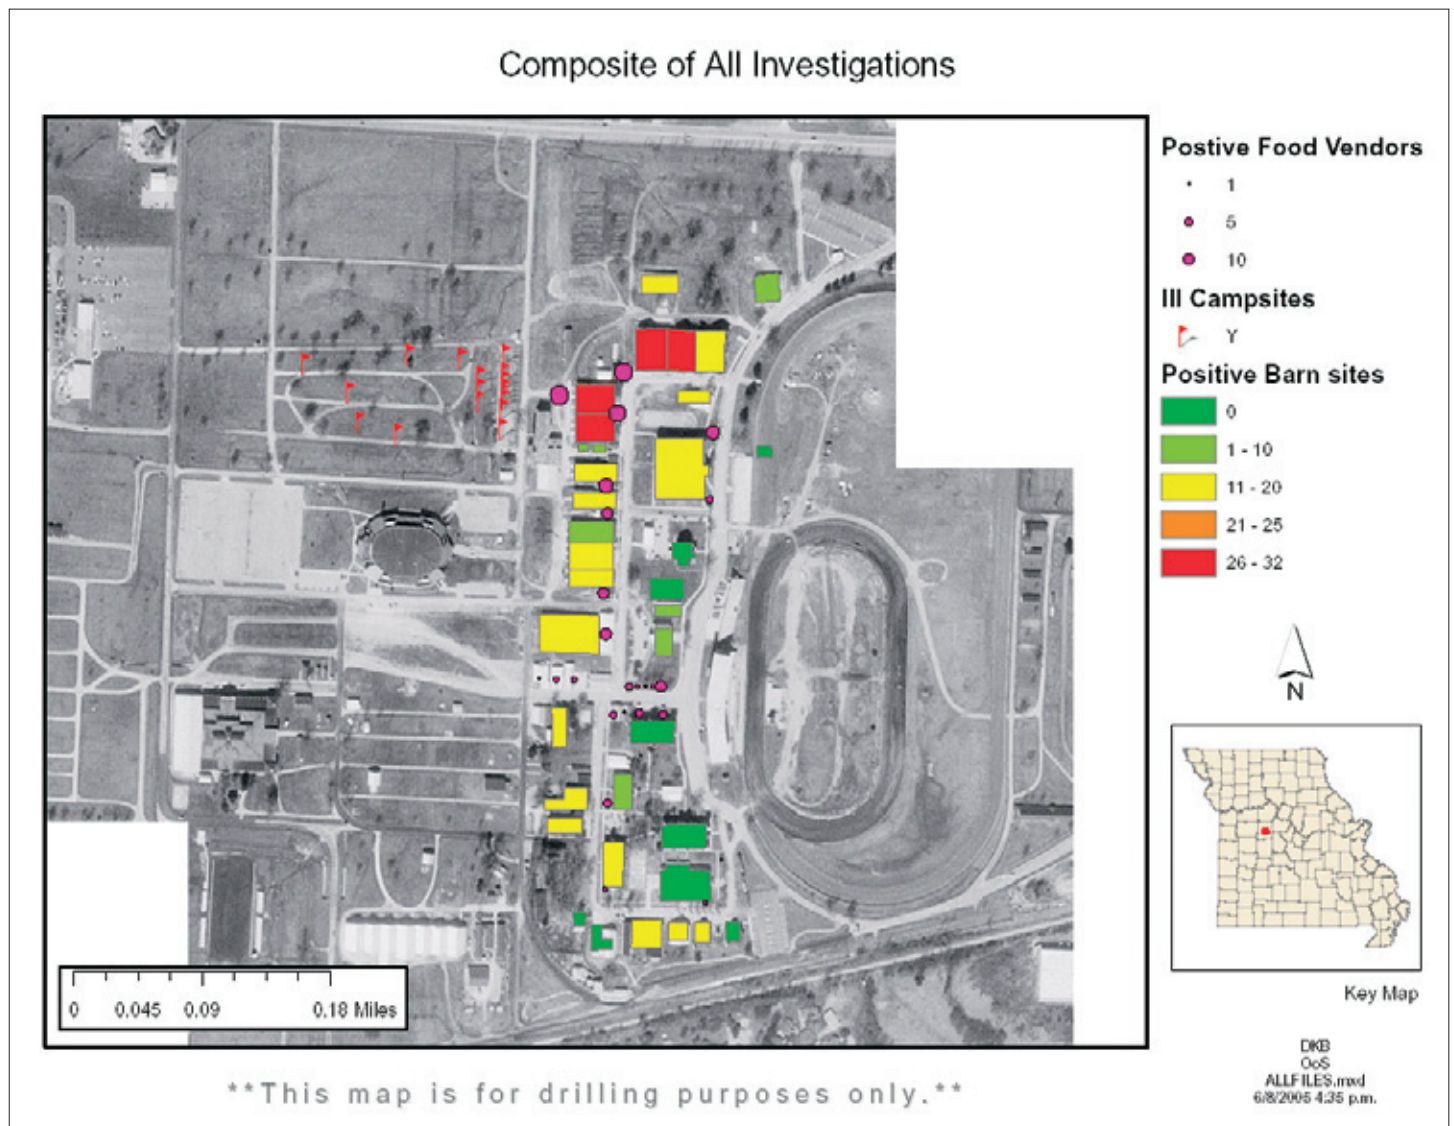 Composite of All Investigations
Postive Food Vendors
1
5
10
Ill Campsites
Y
Positive Barn sites
0
1 - 10
11 - 20
21 - 25
26 - 32
N
Key Map
0 0.045 0.09 0.18 Miles
DKB
OoS
ALLFILES.mxd
6/8/2005 4:35 p.m.
**This map is for drilling purposes only.**